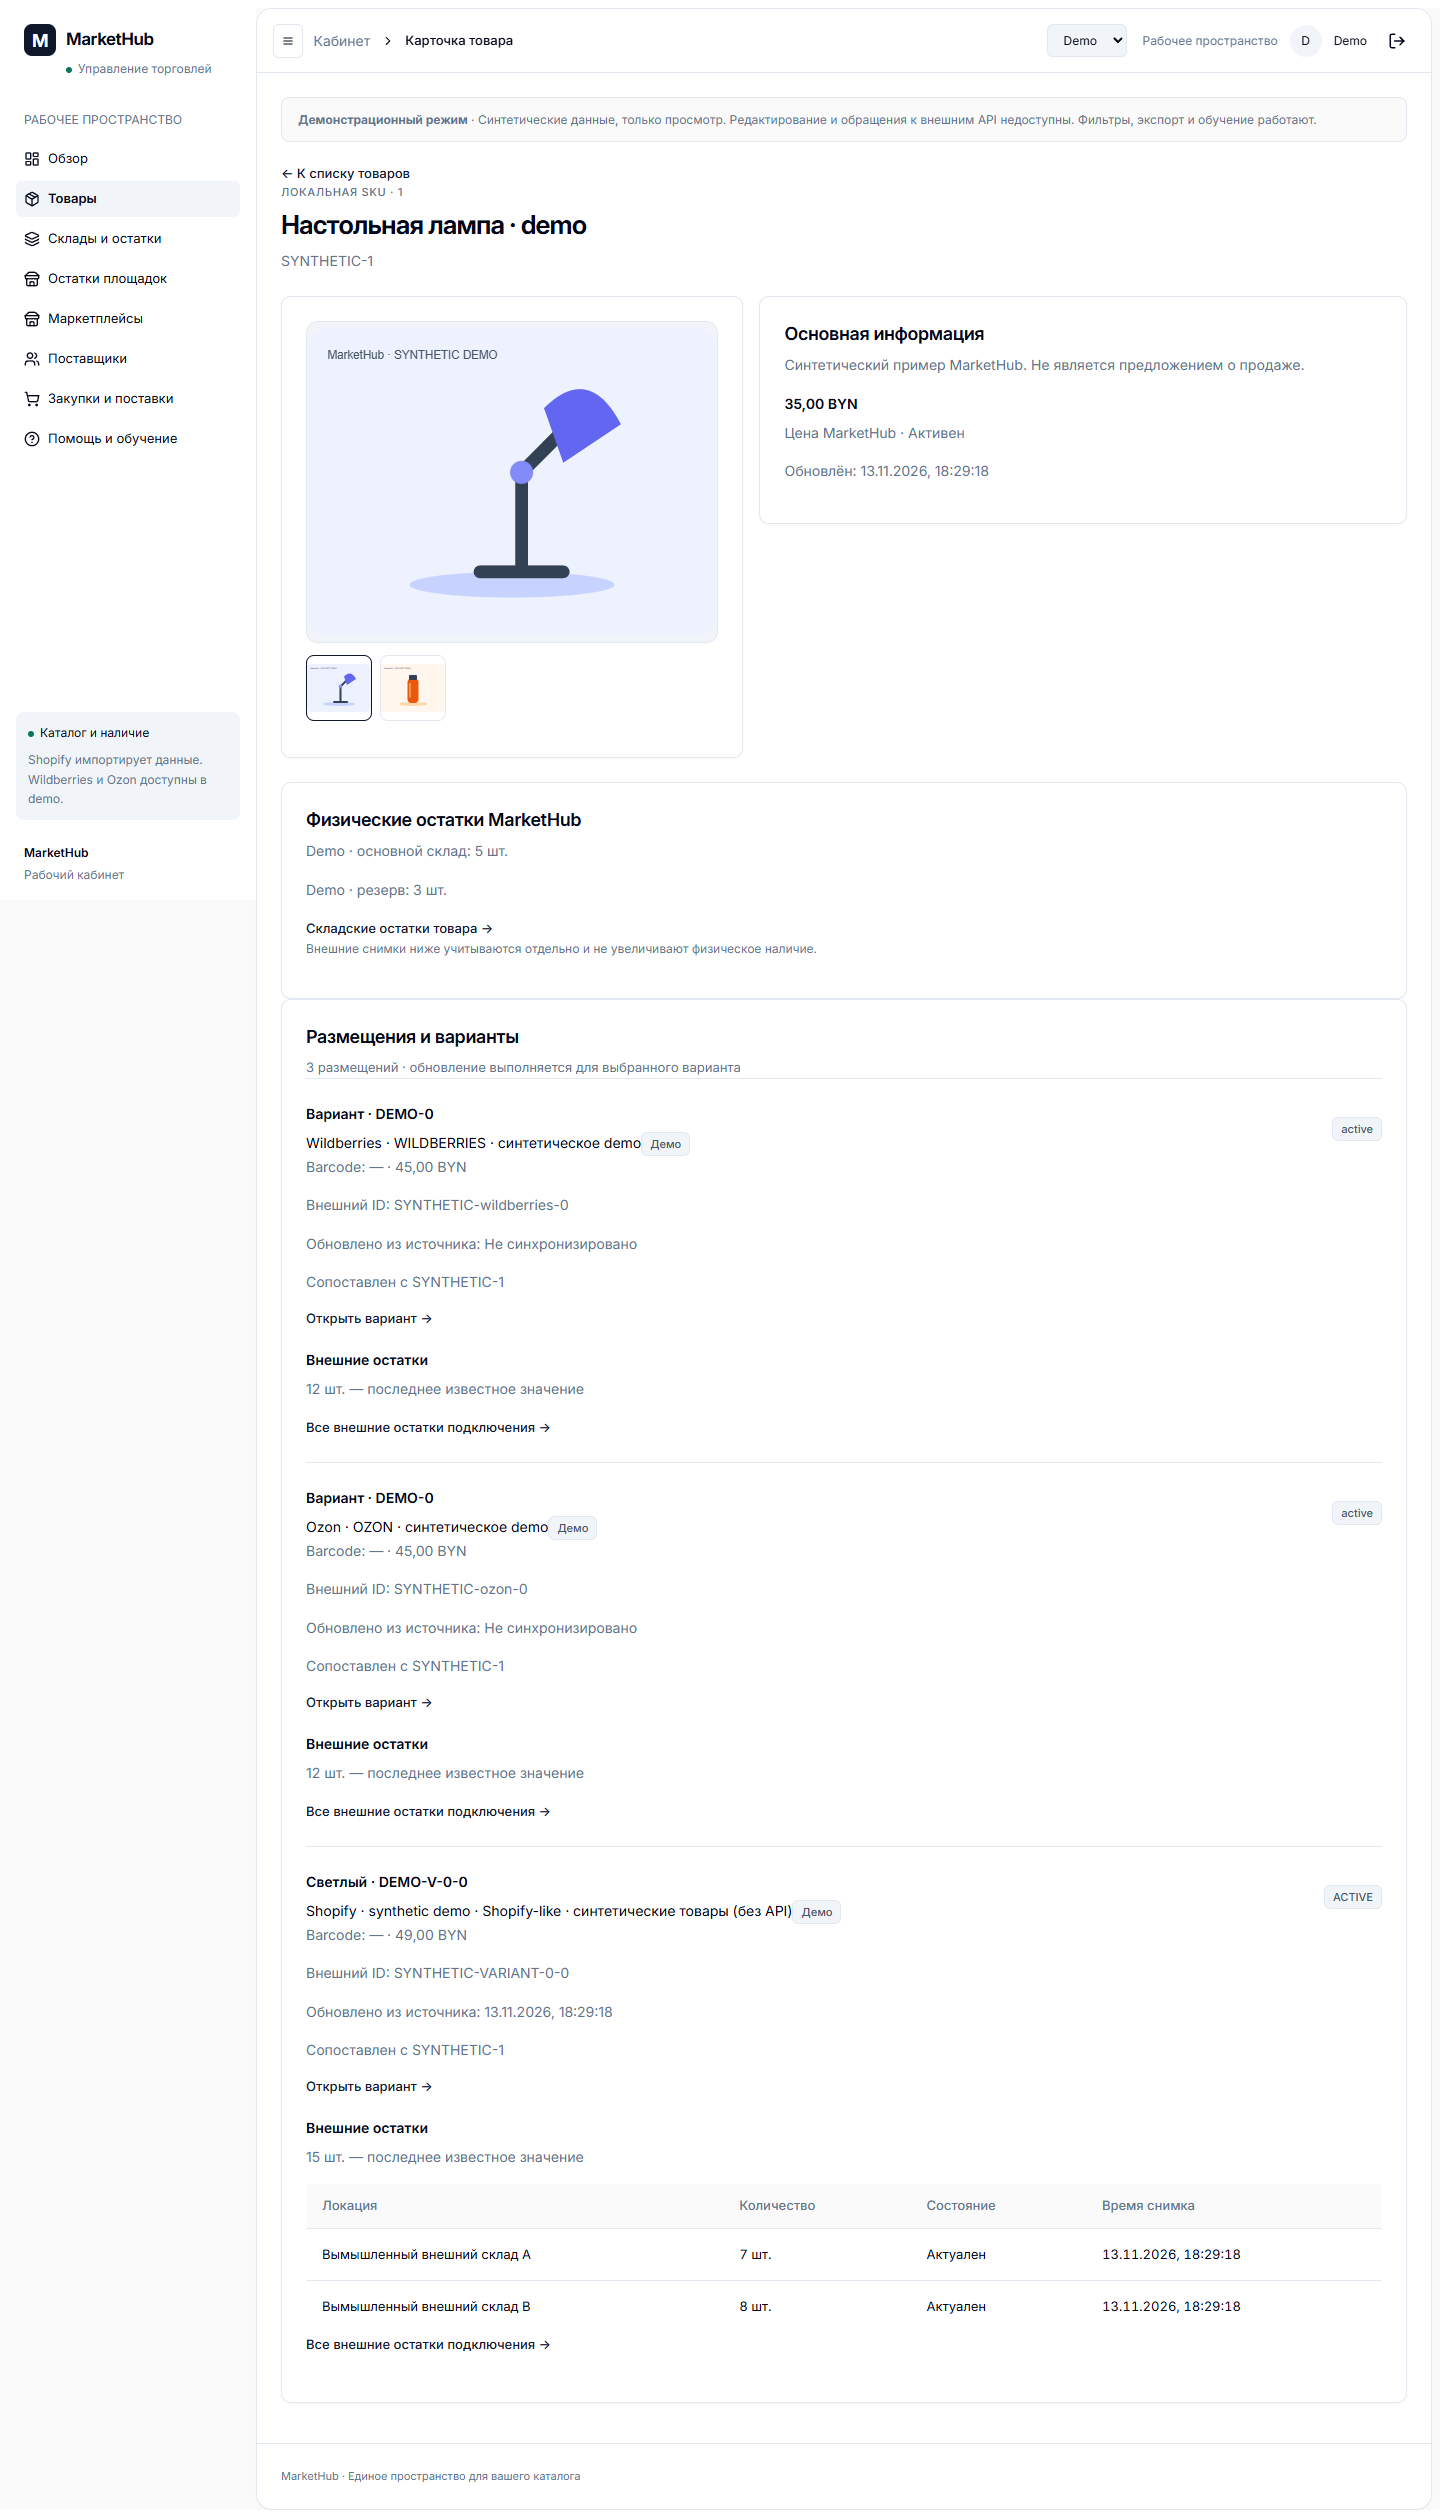 M MarketHub
Управление торговлей
РАБОЧЕЕ ПРОСТРАНСТВО
Обзор
Товары
Склады и остатки
Остатки площадок
Маркетплейсы
Поставщики
Закупки и поставки
Помощь и обучение
Каталог и наличие
Shopify импортирует данные.
Wildberries и Ozon доступны в
demo.
MarketHub
Рабочий кабинет
Кабинет > Карточка товара
Demo Рабочее пространство D Demo
Демонстрационный режим · Синтетические данные, только просмотр. Редактирование и обращения к внешним API недоступны. Фильтры, экспорт и обучение работают.
← К списку товаров
ЛОКАЛЬНАЯ SKU · 1
Настольная лампа · demo
SYNTHETIC-1
MarketHub · SYNTHETIC DEMO
Основная информация
Синтетический пример MarketHub. Не является предложением о продаже.
35,00 BYN
Цена MarketHub · Активен
Обновлён: 13.11.2026, 18:29:18
Физические остатки MarketHub
Demo · основной склад: 5 шт.
Demo · резерв: 3 шт.
Складские остатки товара →
Внешние снимки ниже учитываются отдельно и не увеличивают физическое наличие.
Размещения и варианты
3 размещений · обновление выполняется для выбранного варианта
Вариант · DEMO-0
active
Wildberries · WILDBERRIES · синтетическое demo Демо
Barcode: — · 45,00 BYN
Внешний ID: SYNTHETIC-wildberries-0
Обновлено из источника: Не синхронизировано
Сопоставлен с SYNTHETIC-1
Открыть вариант →
Внешние остатки
12 шт. — последнее известное значение
Все внешние остатки подключения →
Вариант · DEMO-0
active
Ozon · OZON · синтетическое demo Демо
Barcode: — · 45,00 BYN
Внешний ID: SYNTHETIC-ozon-0
Обновлено из источника: Не синхронизировано
Сопоставлен с SYNTHETIC-1
Открыть вариант →
Внешние остатки
12 шт. — последнее известное значение
Все внешние остатки подключения →
Светлый · DEMO-V-0-0
ACTIVE
Shopify · synthetic demo · Shopify-like · синтетические товары (без API) Демо
Barcode: — · 49,00 BYN
Внешний ID: SYNTHETIC-VARIANT-0-0
Обновлено из источника: 13.11.2026, 18:29:18
Сопоставлен с SYNTHETIC-1
Открыть вариант →
Внешние остатки
15 шт. — последнее известное значение
Локация Количество Состояние Время снимка
Вымышленный внешний склад A 7 шт. Актуален 13.11.2026, 18:29:18
Вымышленный внешний склад B 8 шт. Актуален 13.11.2026, 18:29:18
Все внешние остатки подключения →
MarketHub · Единое пространство для вашего каталога